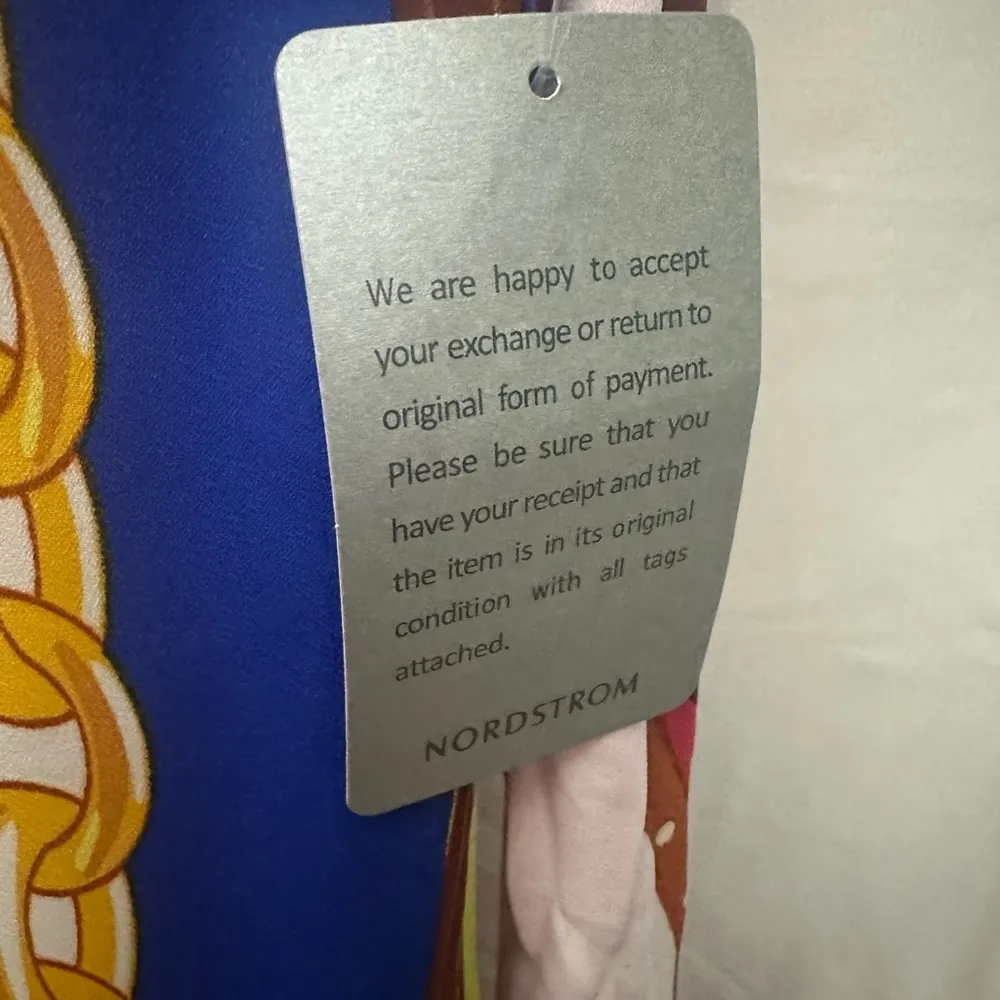 We are happy to accept
your exchange or return to
original form of payment.
Please be sure that you
have your receipt and that
the item is in its original
condition with all tags
attached.
NORDSTROM